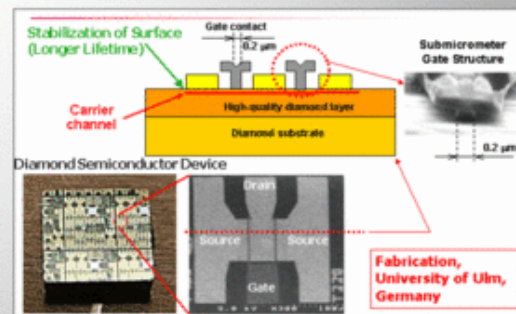 Gate contact
0.2 μm
Stabilization of Surface
(Longer Lifetime)
Submicrometer
Gate Structure
Carrier
channel
High-quality diamond layer
Diamond substrate
0.2 μm
Diamond Semiconductor Device
Drain
Source
Source
Gate
Fabrication,
University of Ulm,
Germany